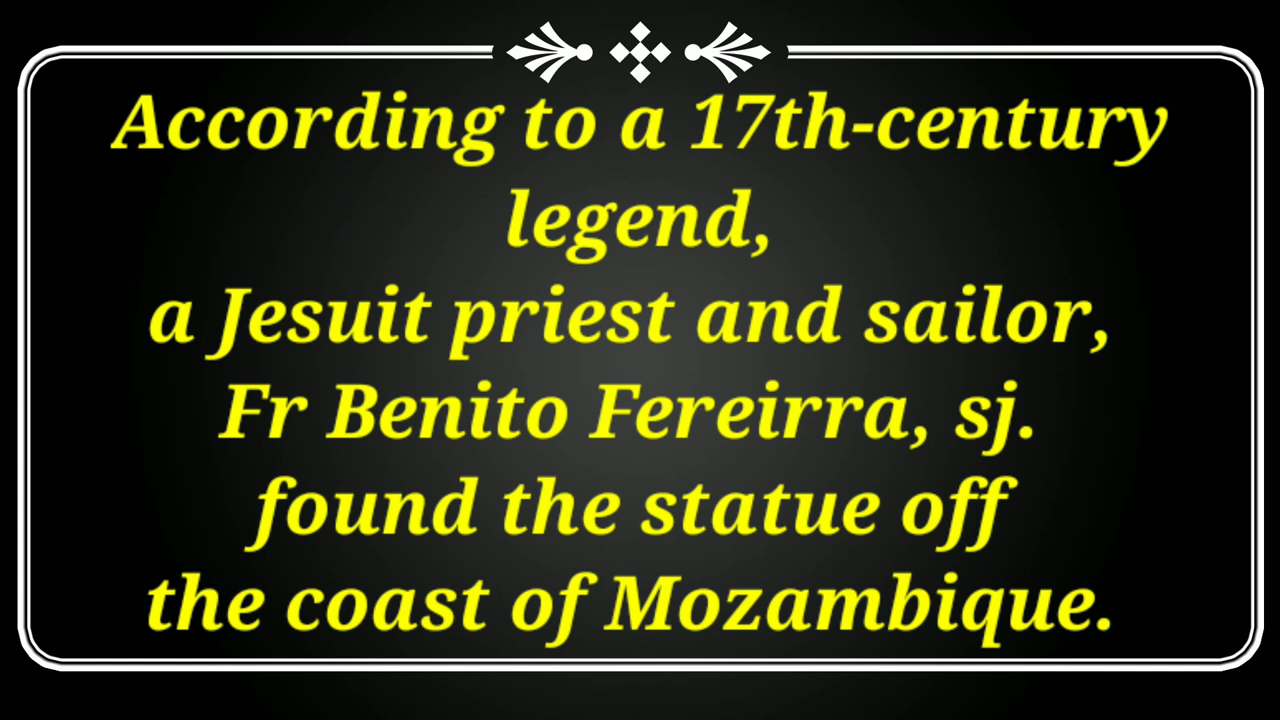 According to a 17th-century
legend,
a Jesuit priest and sailor,
Fr Benito Fereirra, sj.
found the statue off
the coast of Mozambique.